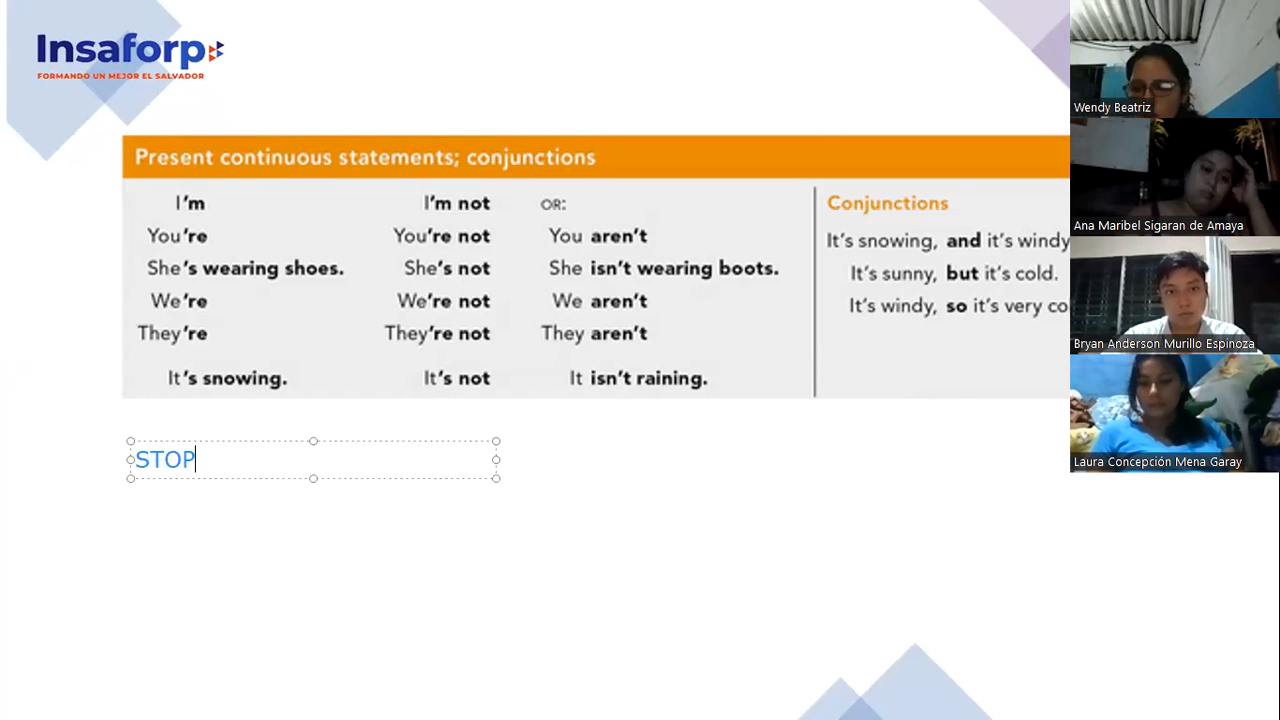 Insaforp
FORMANDO UN MEJOR EL SALVADOR
Present continuous statements; conjunctions
I'm I'm not OR:
You're You're not You aren't
She's wearing shoes. She's not She isn't wearing boots.
We're We're not We aren't
They're They're not They aren't
It's snowing. It's not It isn't raining.
Conjunctions
It's snowing, and it's windy
It's sunny, but it's cold.
It's windy, so it's very co
STOP
Wendy Beatriz
Ana Maribel Sigaran de Amaya
Bryan Anderson Murillo Espinoza
Laura Concepción Mena Garay